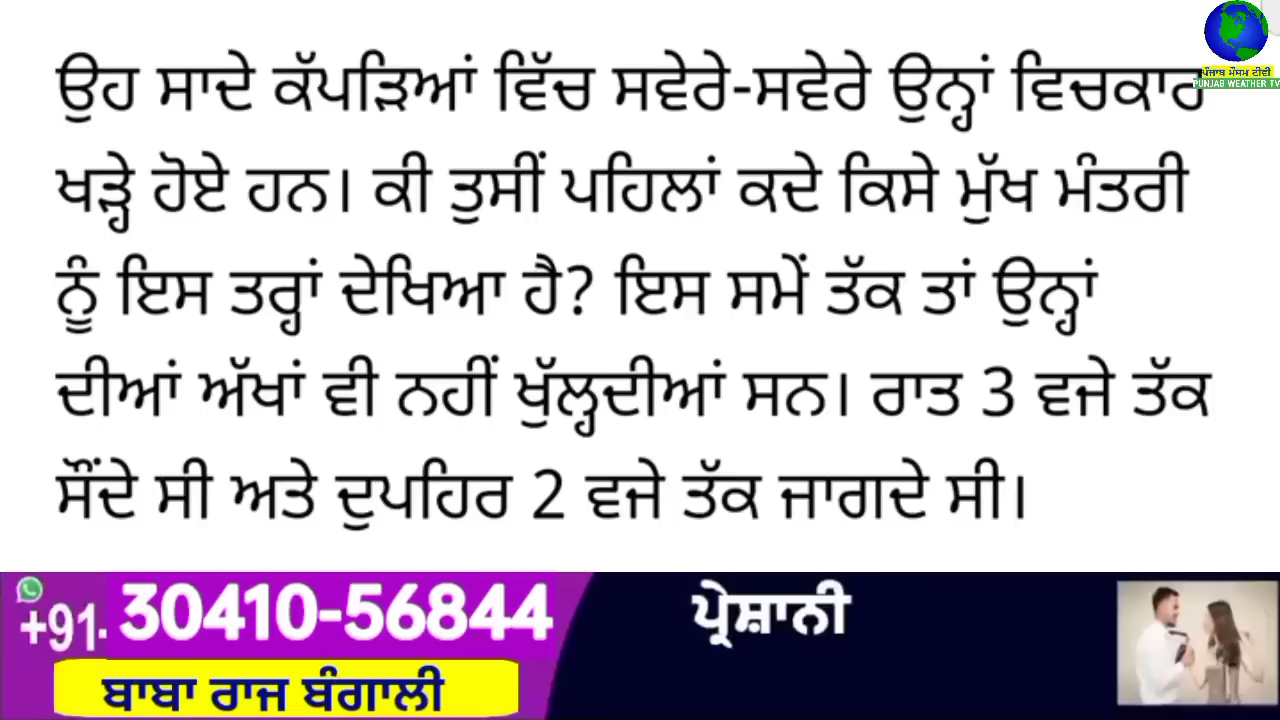 ਉਹ ਸਾਦੇ ਕੱਪੜਿਆਂ ਵਿੱਚ ਸਵੇਰੇ-ਸਵੇਰੇ ਉਨ੍ਹਾਂ ਵਿਚਕਾਰ
ਖੜ੍ਹੇ ਹੋਏ ਹਨ। ਕੀ ਤੁਸੀਂ ਪਹਿਲਾਂ ਕਦੇ ਕਿਸੇ ਮੁੱਖ ਮੰਤਰੀ
ਨੂੰ ਇਸ ਤਰ੍ਹਾਂ ਦੇਖਿਆ ਹੈ? ਇਸ ਸਮੇਂ ਤੱਕ ਤਾਂ ਉਨ੍ਹਾਂ
ਦੀਆਂ ਅੱਖਾਂ ਵੀ ਨਹੀਂ ਖੁੱਲ੍ਹਦੀਆਂ ਸਨ। ਰਾਤ 3 ਵਜੇ ਤੱਕ
ਸੌਂਦੇ ਸੀ ਅਤੇ ਦੁਪਹਿਰ 2 ਵਜੇ ਤੱਕ ਜਾਗਦੇ ਸੀ।
ਪੰਜਾਬ ਮੌਸਮ ਟੀਵੀ
PUNJAB WEATHER TV
+91-30410-56844
ਬਾਬਾ ਰਾਜ ਬੰਗਾਲੀ
ਪ੍ਰੇਸ਼ਾਨੀ